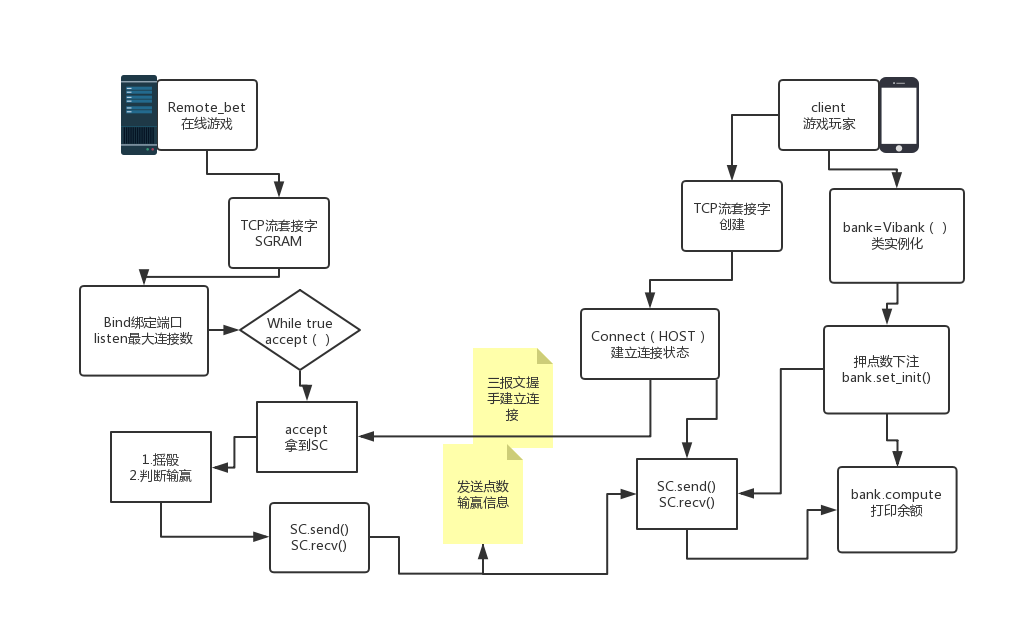 Remote_bet
在线游戏
client
游戏玩家
TCP流套接字
SGRAM
TCP流套接字
创建
bank=Vibank（ ）
类实例化
Bind绑定端口
listen最大连接数
While true
accept（ ）
Connect（HOST）
建立连接状态
押点数下注
bank.set_init()
三报文握
手建立连
接
accept
拿到SC
1.摇骰
2.判断输赢
发送点数
输赢信息
SC.send()
SC.recv()
bank.compute
打印余额
SC.send()
SC.recv()